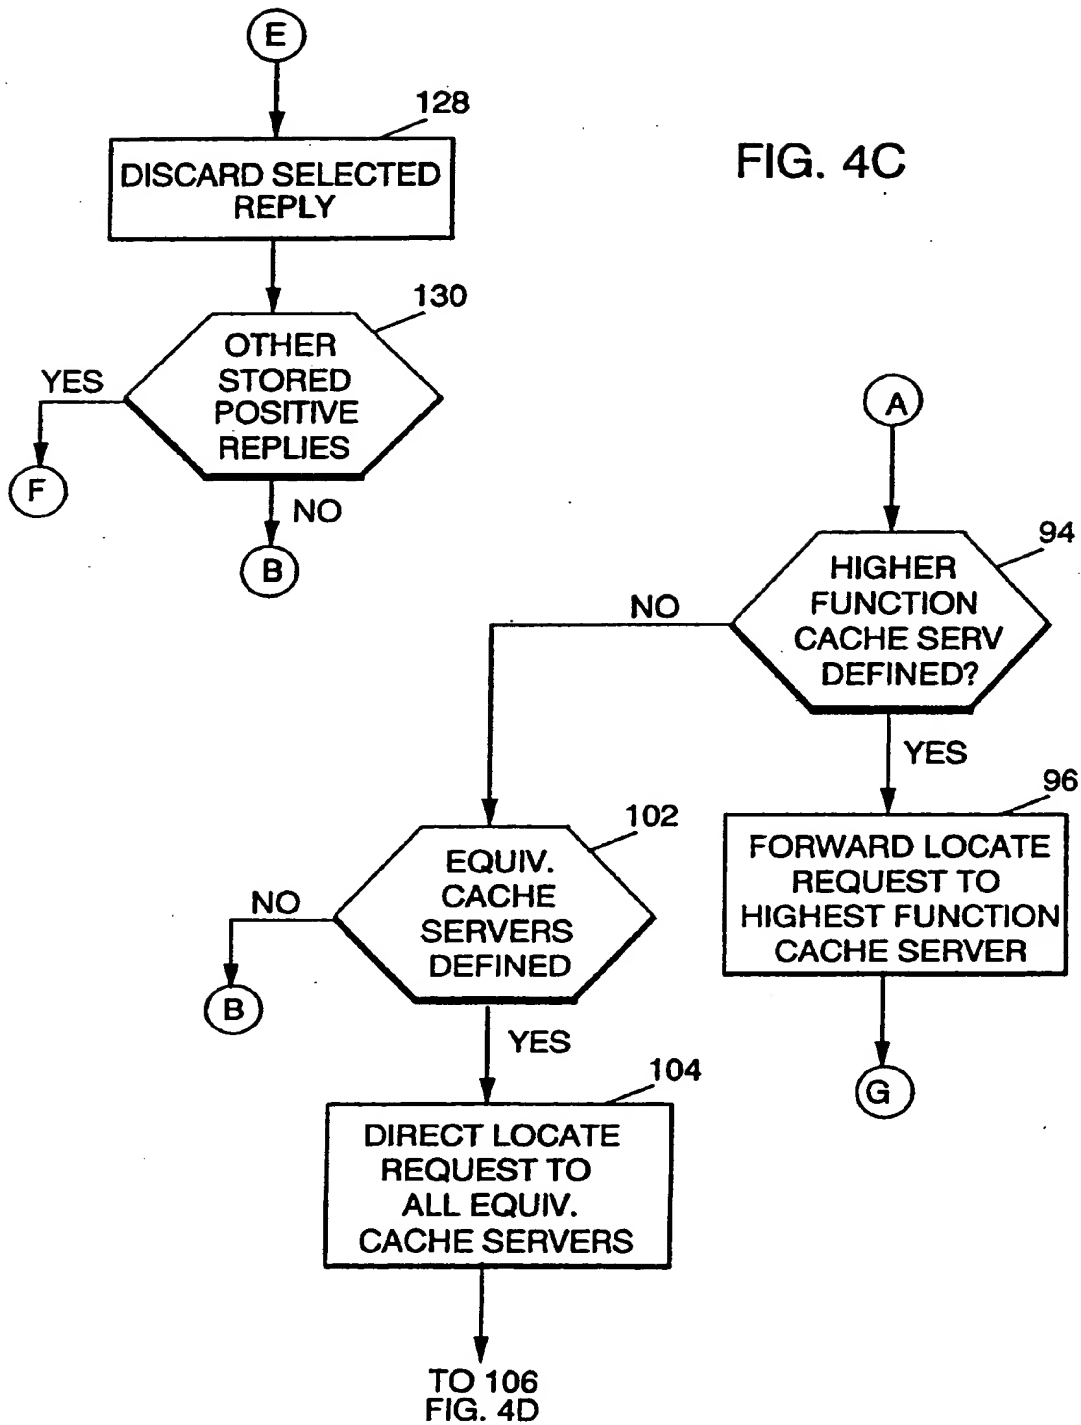 E
128
DISCARD SELECTED
REPLY
FIG. 4C
130
OTHER
STORED
POSITIVE
REPLIES
YES
F
NO
B
A
94
HIGHER
FUNCTION
CACHE SERV
DEFINED?
NO
YES
96
FORWARD LOCATE
REQUEST TO
HIGHEST FUNCTION
CACHE SERVER
G
102
EQUIV.
CACHE
SERVERS
DEFINED
NO
B
YES
104
DIRECT LOCATE
REQUEST TO
ALL EQUIV.
CACHE SERVERS
TO 106
FIG. 4D